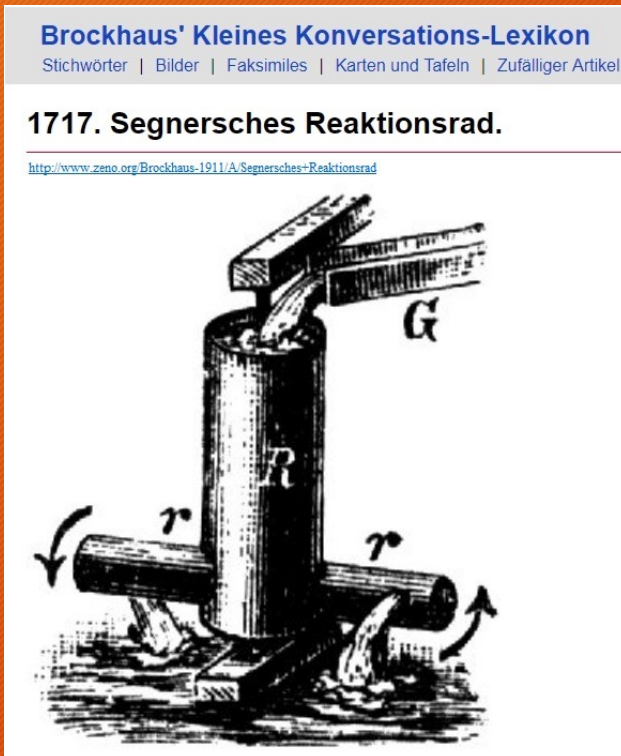 Brockhaus' Kleines Konversations-Lexikon
Stichwörter | Bilder | Faksimiles | Karten und Tafeln | Zufälliger Artikel
1717. Segnersches Reaktionsrad.
http://www.zeno.org/Brockhaus-1911/A/Segnersches+Reaktionsrad
G
R
r
r